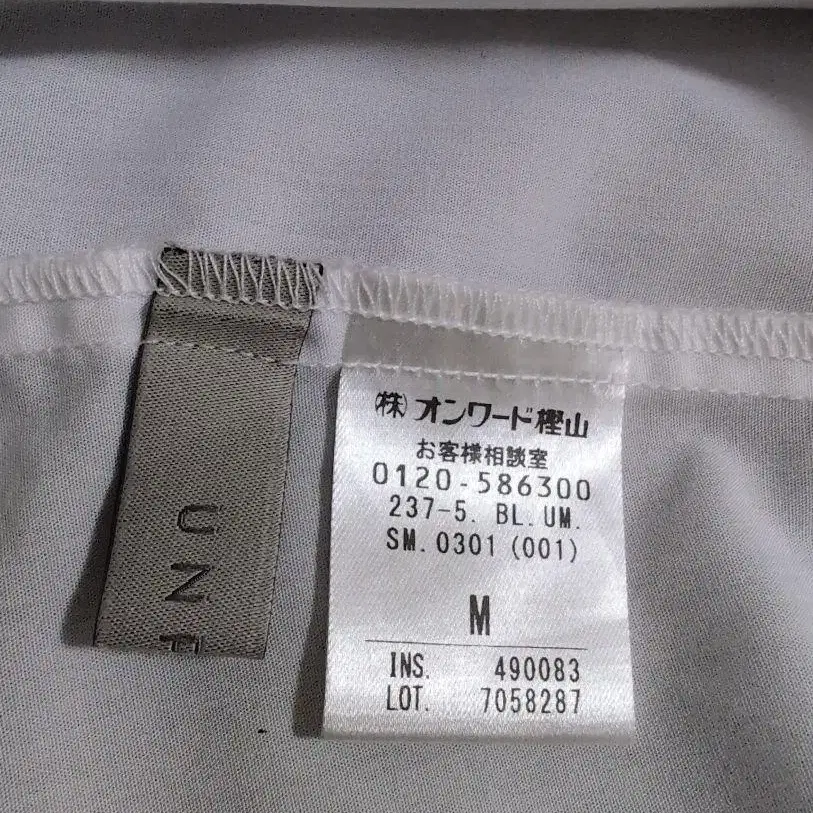 UNF
(株)オンワード樫山
お客様相談室
0120-586300
237-5. BL.UM.
SM.0301(001)
M
INS. 490083
LOT. 7058287